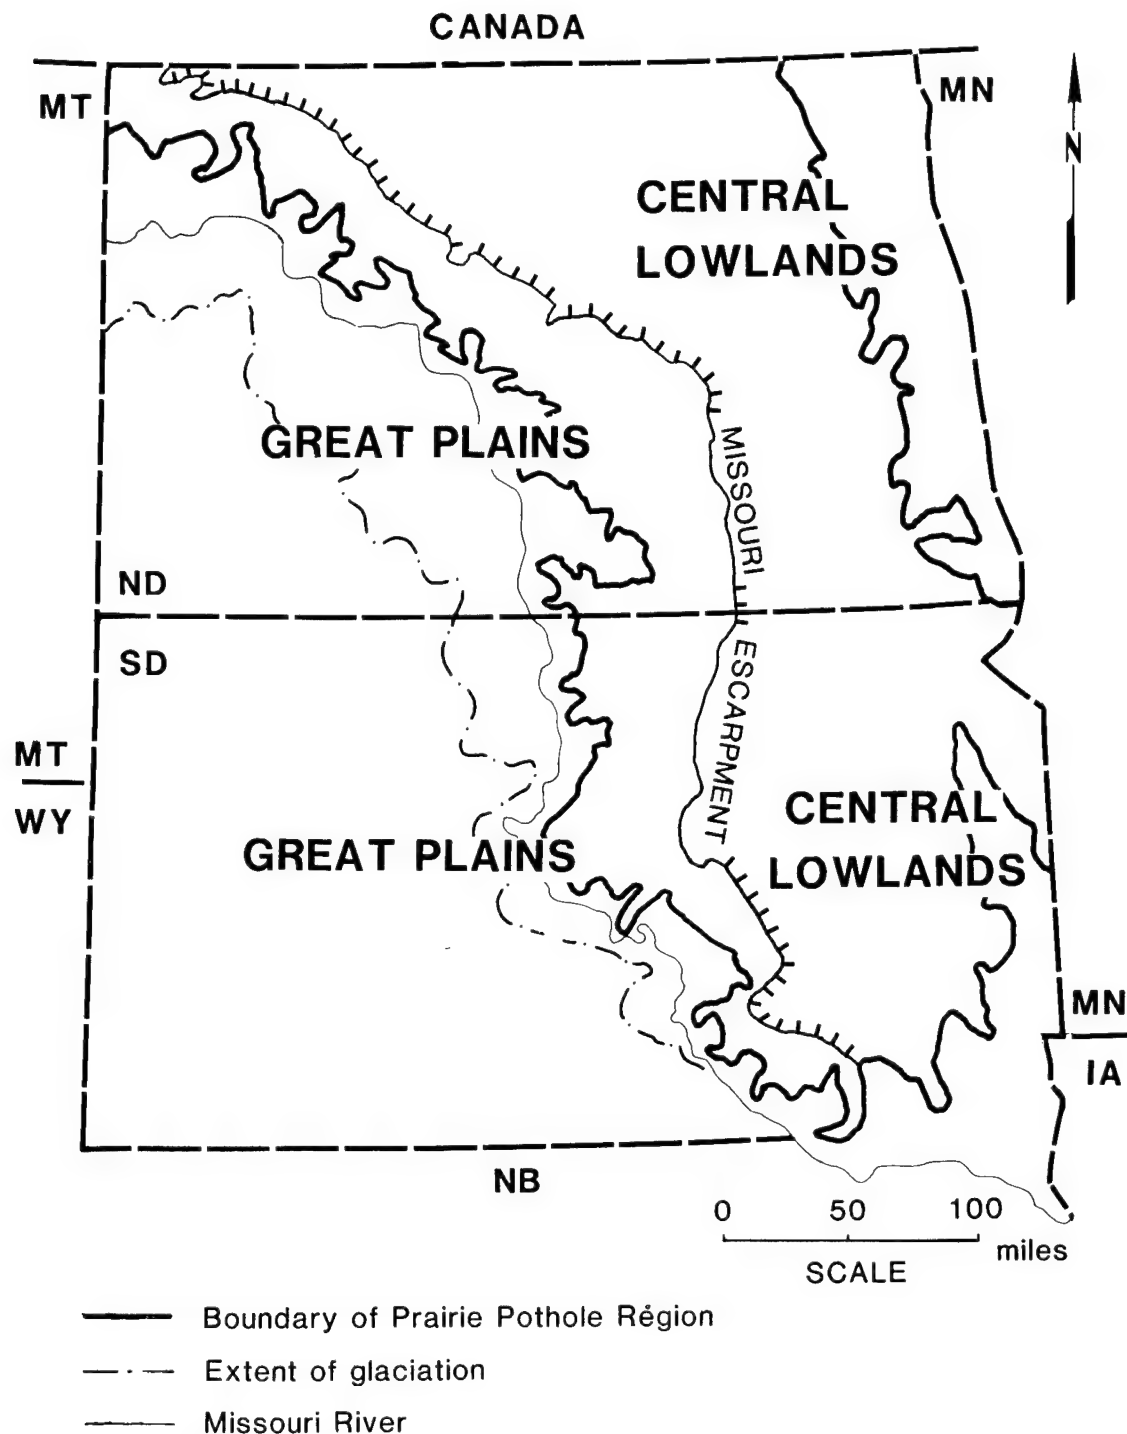 CANADA
MT
MN
N
CENTRAL
LOWLANDS
GREAT PLAINS
MISSOURI
ESCARPMENT
ND
SD
MT
WY
CENTRAL
LOWLANDS
GREAT PLAINS
MN
IA
NB
0 50 100
miles
SCALE
Boundary of Prairie Pothole Région
Extent of glaciation
Missouri River